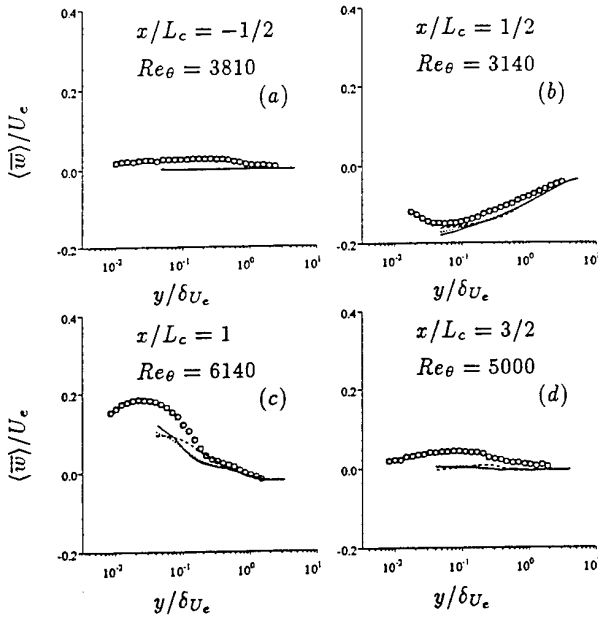 0.4
x/L_c = −1/2
Re_θ = 3810
(a)
0.2
⟨w̅⟩/U_e
0.0
-0.2
10^-2 10^-1 10^0 10^1
y/δ_{U_e}
0.4
x/L_c = 1/2
Re_θ = 3140
(b)
0.2
-0.0
-0.2
10^-2 10^-1 10^0 10^1
y/δ_{U_e}
0.4
x/L_c = 1
Re_θ = 6140
(c)
0.2
⟨w̅⟩/U_e
0.0
-0.2
10^-2 10^-1 10^0 10^1
y/δ_{U_e}
0.4
x/L_c = 3/2
Re_θ = 5000
(d)
0.2
0.0
-0.2
10^-2 10^-1 10^0 10^1
y/δ_{U_e}